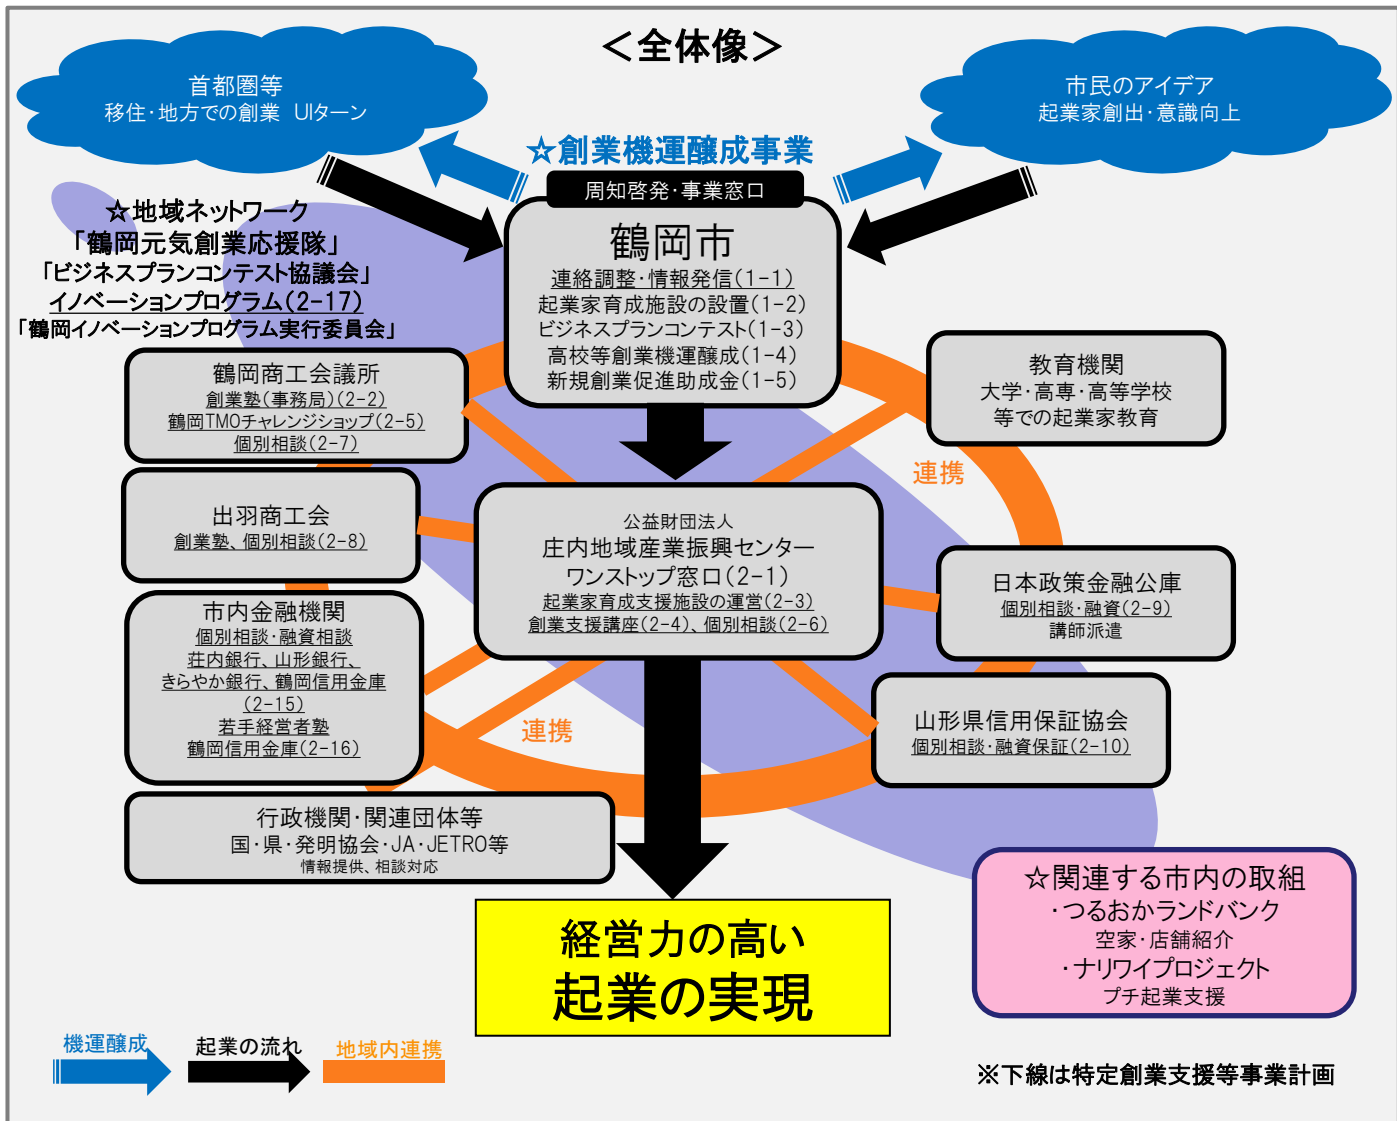 ＜全体像＞
首都圏等
移住・地方での創業　UIターン
市民のアイデア
起業家創出・意識向上
☆創業機運醸成事業
周知啓発・事業窓口
鶴岡市
連絡調整・情報発信(1-1)
起業家育成施設の設置(1-2)
ビジネスプランコンテスト(1-3)
高校等創業機運醸成(1-4)
新規創業促進助成金(1-5)
☆地域ネットワーク
「鶴岡元気創業応援隊」
「ビジネスプランコンテスト協議会」
イノベーションプログラム(2-17)
「鶴岡イノベーションプログラム実行委員会」
鶴岡商工会議所
創業塾(事務局)(2-2)
鶴岡TMOチャレンジショップ(2-5)
個別相談(2-7)
教育機関
大学・高専・高等学校
等での起業家教育
連携
出羽商工会
創業塾、個別相談(2-8)
公益財団法人
庄内地域産業振興センター
ワンストップ窓口(2-1)
起業家育成支援施設の運営(2-3)
創業支援講座(2-4)、個別相談(2-6)
日本政策金融公庫
個別相談・融資(2-9)
講師派遣
市内金融機関
個別相談・融資相談
荘内銀行、山形銀行、
きらやか銀行、鶴岡信用金庫
(2-15)
若手経営者塾
鶴岡信用金庫(2-16)
連携
山形県信用保証協会
個別相談・融資保証(2-10)
行政機関・関連団体等
国・県・発明協会・JA・JETRO等
情報提供、相談対応
☆関連する市内の取組
・つるおかランドバンク
空家・店舗紹介
・ナリワイプロジェクト
プチ起業支援
経営力の高い
起業の実現
機運醸成
起業の流れ
地域内連携
※下線は特定創業支援等事業計画